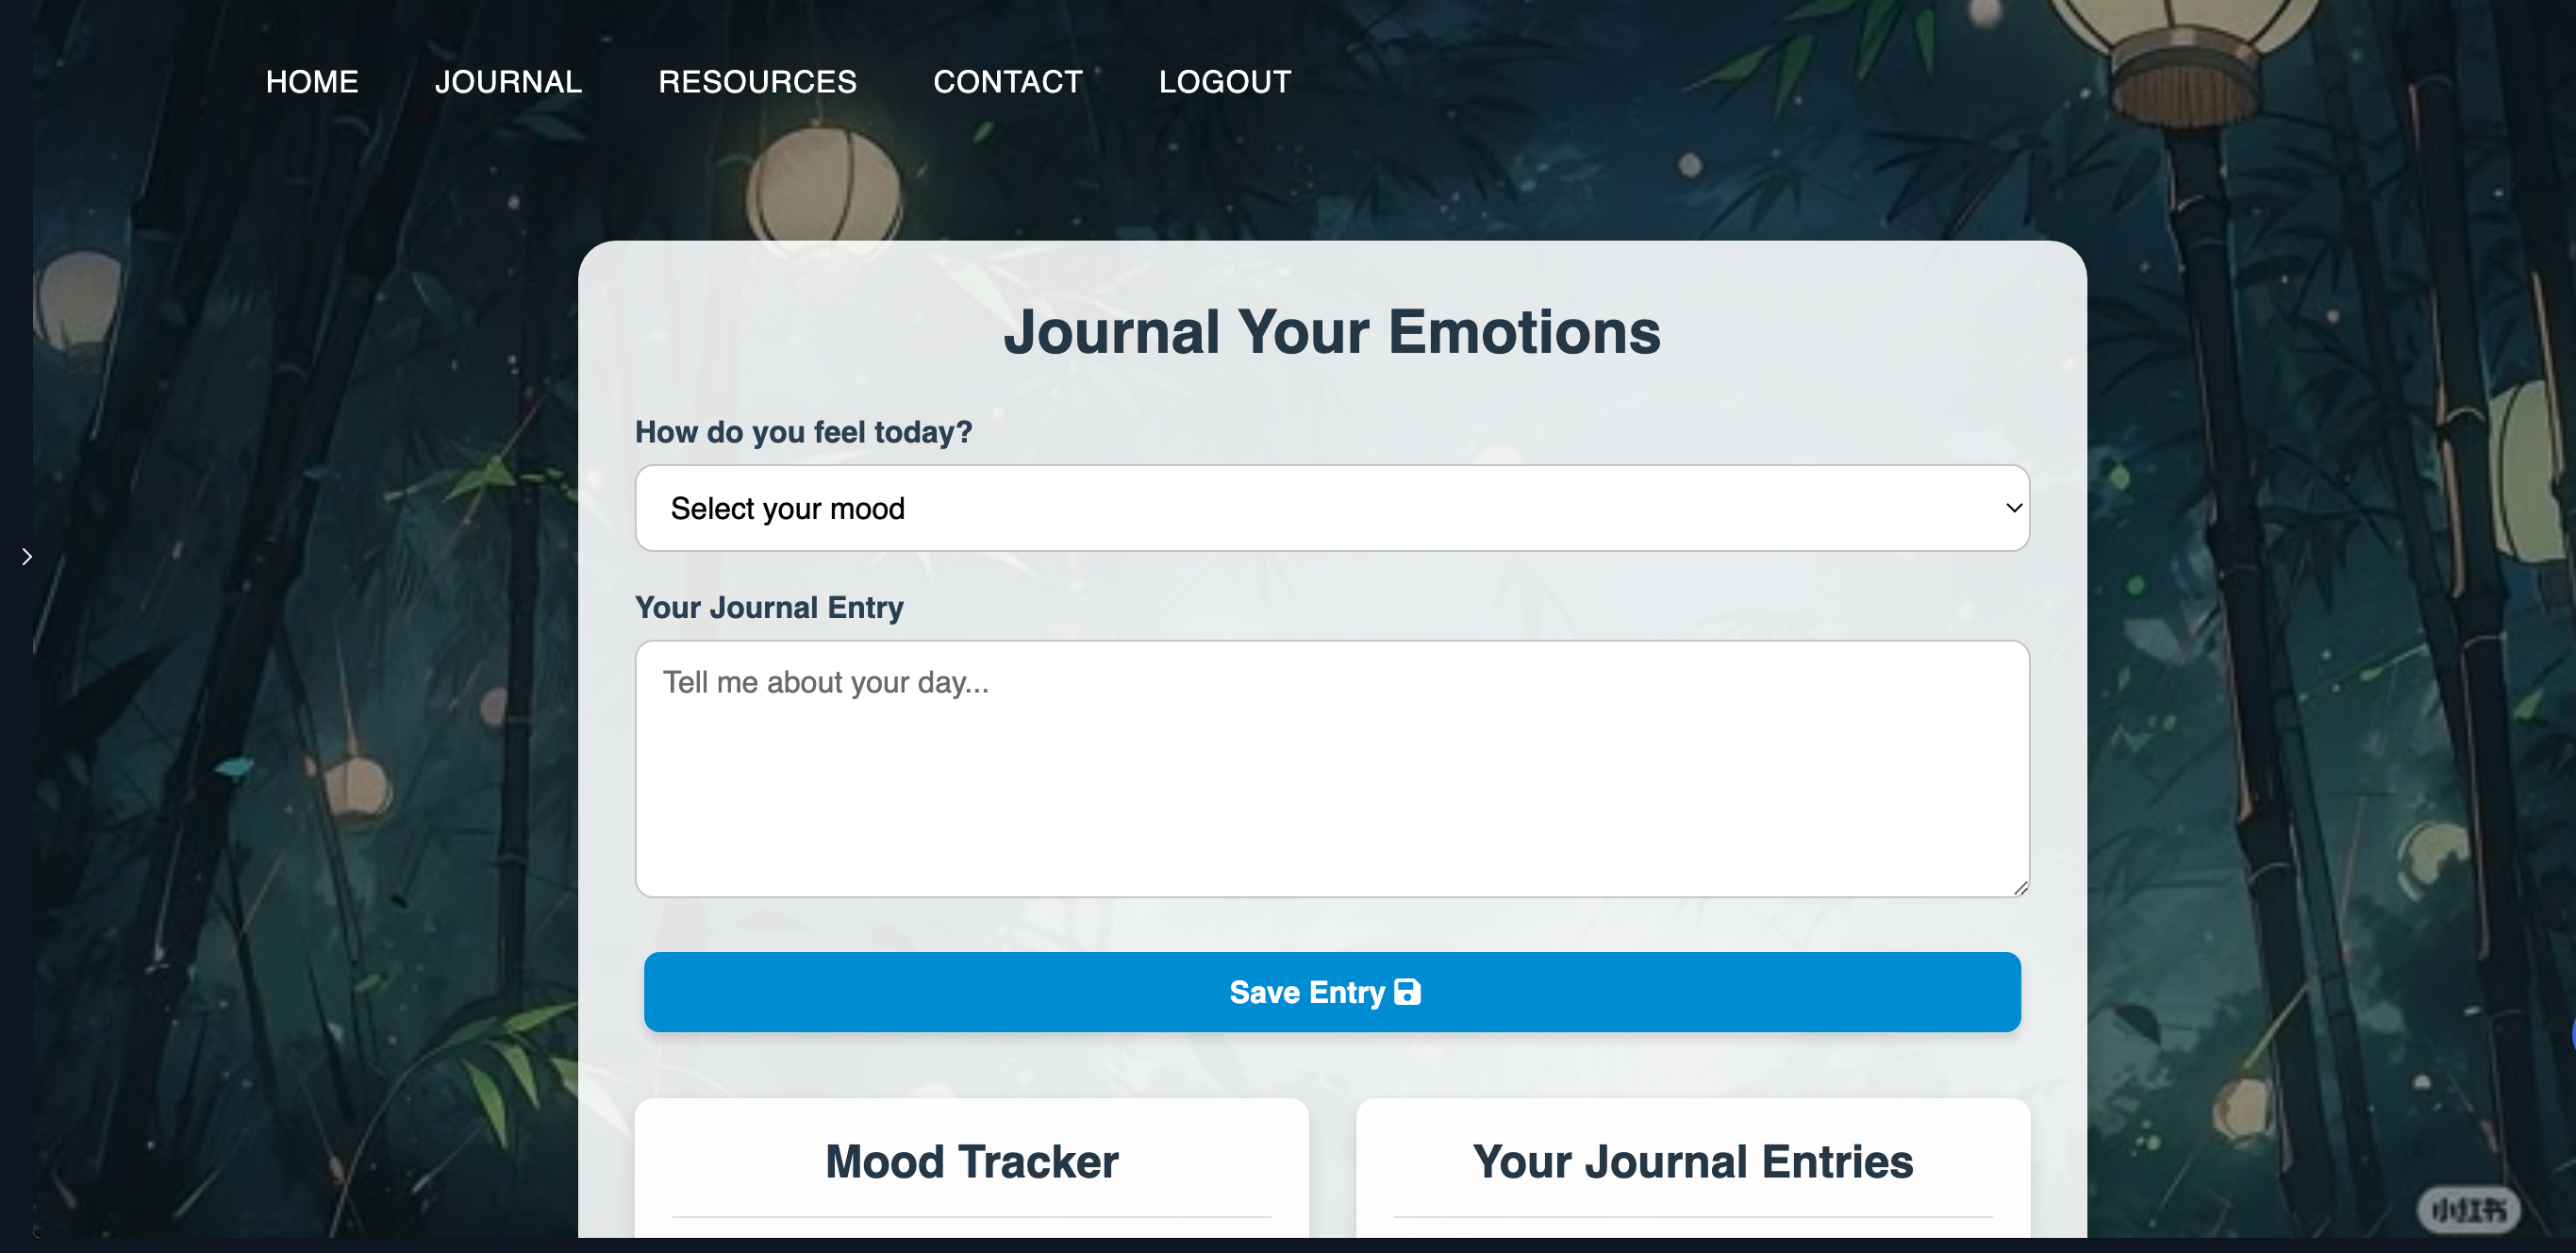 HOME JOURNAL RESOURCES CONTACT LOGOUT
Journal Your Emotions
How do you feel today?
Select your mood
Your Journal Entry
Tell me about your day...
Save Entry
Mood Tracker
Your Journal Entries
小红书